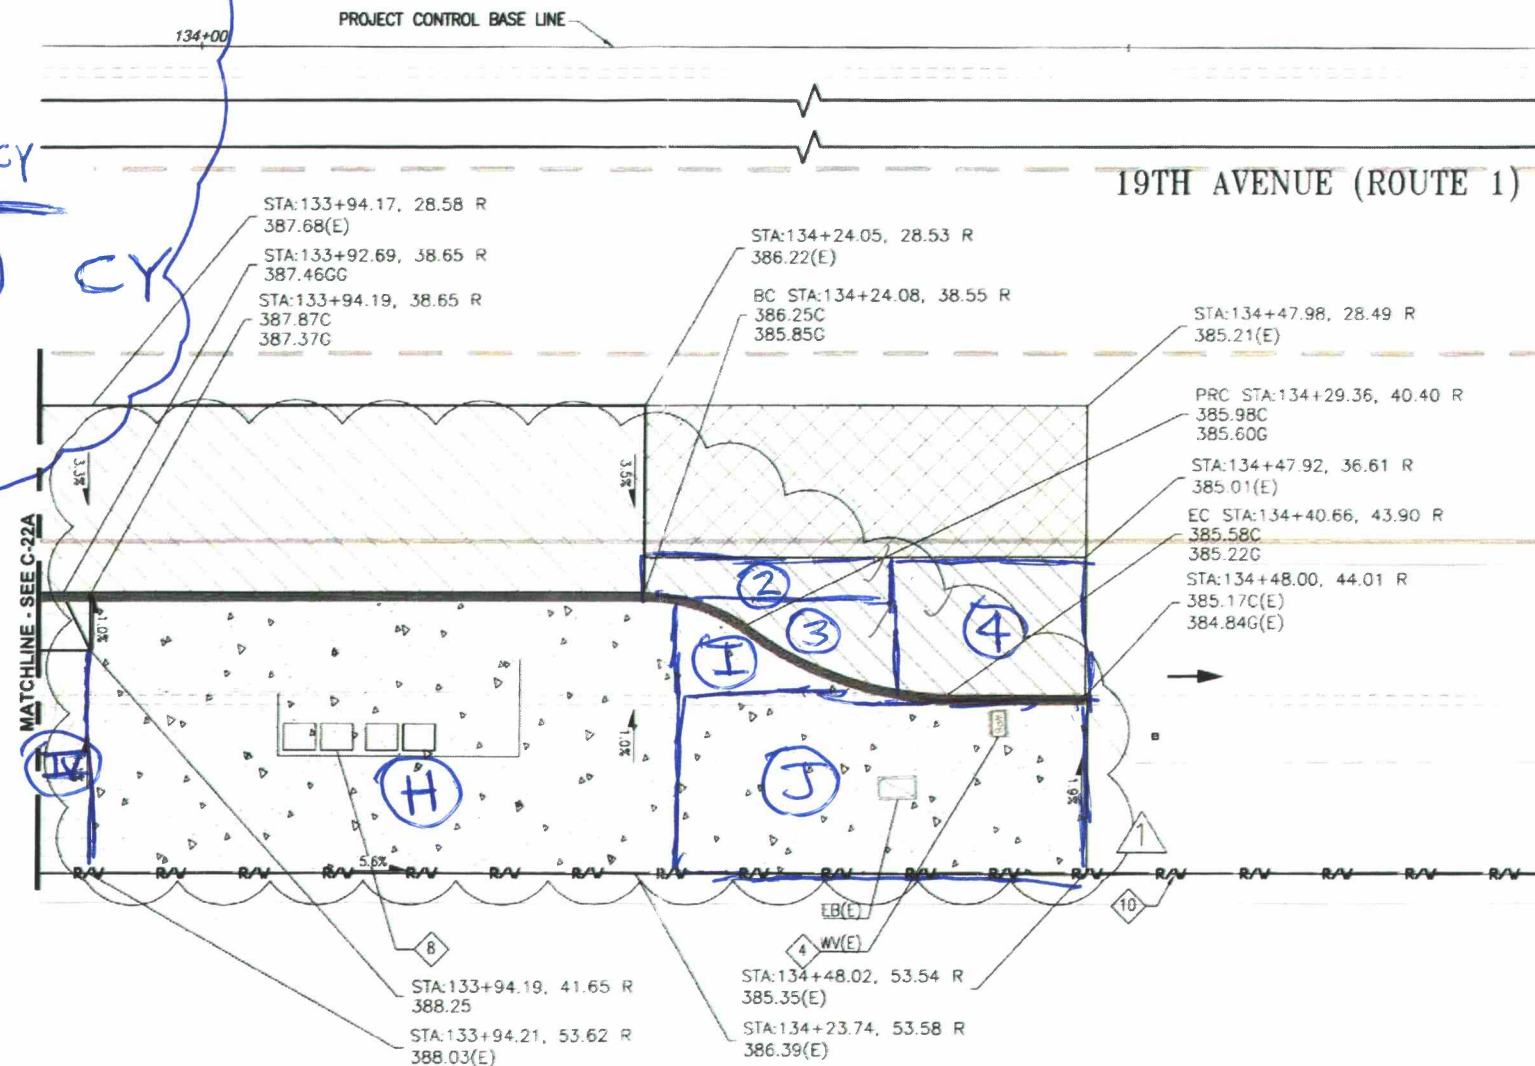 PROJECT CONTROL BASE LINE
134+00
CY
CY
19TH AVENUE (ROUTE 1)
STA:133+94.17, 28.58 R
387.68(E)
STA:133+92.69, 38.65 R
387.46GG
STA:133+94.19, 38.65 R
387.87C
387.37G
STA:134+24.05, 28.53 R
386.22(E)
BC STA:134+24.08, 38.55 R
386.25C
385.85G
STA:134+47.98, 28.49 R
385.21(E)
PRC STA:134+29.36, 40.40 R
385.98C
385.60G
STA:134+47.92, 36.61 R
385.01(E)
EC STA:134+40.66, 43.90 R
385.58C
385.22G
STA:134+48.00, 44.01 R
385.17C(E)
384.84G(E)
3.3%
3.5%
MATCHLINE - SEE C-22A
1.0%
2
3
4
I
H
J
1.0%
1.9%
1
5.6%
R/W R/W R/W R/W R/W R/W R/W R/W R/W R/W R/W R/W R/W R/W R/W R/W R/W R/W
10
EB(E)
8
4
WV(E)
STA:133+94.19, 41.65 R
388.25
STA:133+94.21, 53.62 R
388.03(E)
STA:134+48.02, 53.54 R
385.35(E)
STA:134+23.74, 53.58 R
386.39(E)